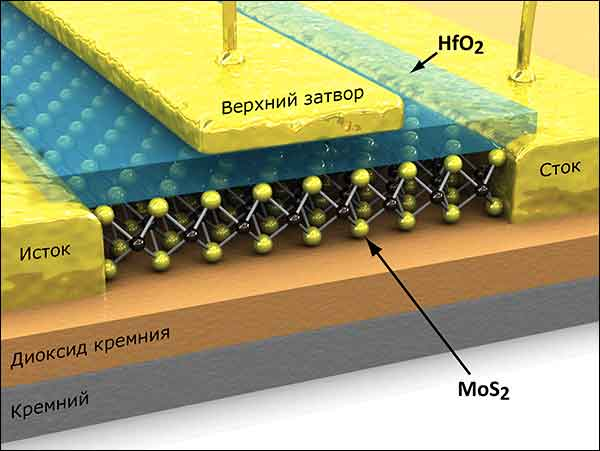 HfO₂
Верхний затвор
Сток
Исток
Диоксид кремния
MoS₂
Кремний